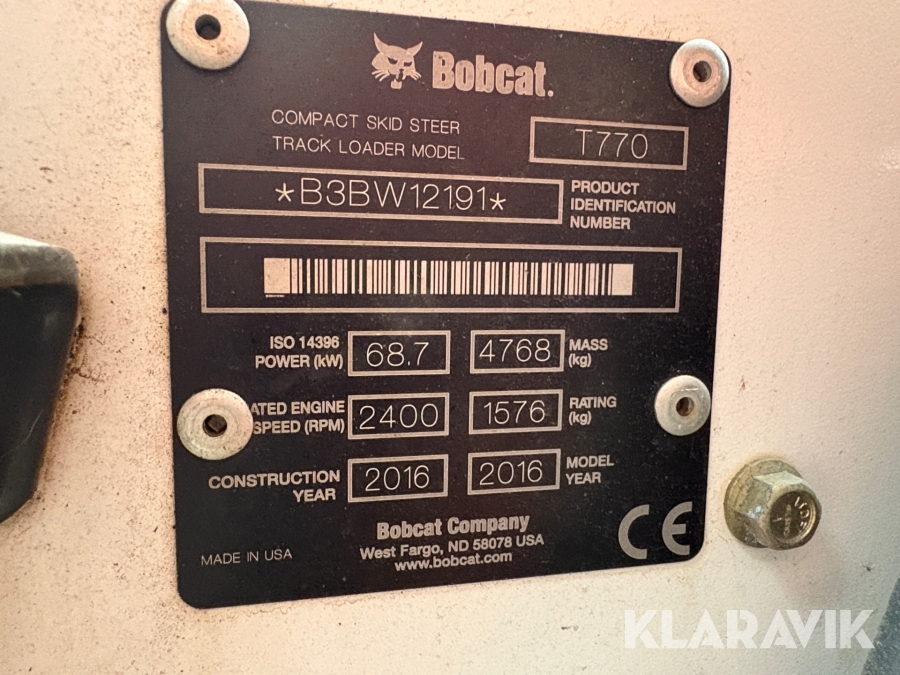 Bobcat.
COMPACT SKID STEER
TRACK LOADER MODEL
T770
*B3BW12191*
PRODUCT
IDENTIFICATION
NUMBER
ISO 14396
POWER (kW)
68.7
4768
MASS
(kg)
ATED ENGINE
SPEED (RPM)
2400
1576
RATING
(kg)
CONSTRUCTION
YEAR
2016
2016
MODEL
YEAR
Bobcat Company
West Fargo, ND 58078 USA
www.bobcat.com
MADE IN USA
CE
KLARAVIK